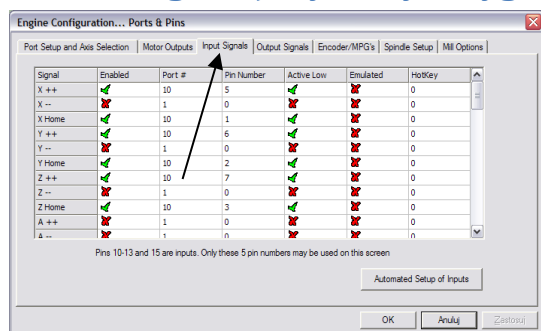 Engine Configuration... Ports & Pins
Port Setup and Axis Selection Motor Outputs Input Signals Output Signals Encoder/MPG's Spindle Setup Mill Options
Signal Enabled Port # Pin Number Active Low Emulated HotKey
X ++ 10 5 0
X -- 1 0 0
X Home 10 1 0
Y ++ 10 6 0
Y -- 1 0 0
Y Home 10 2 0
Z ++ 10 7 0
Z -- 1 0 0
Z Home 10 3 0
A ++ 1 0 0
A -- 1 0 0
Pins 10-13 and 15 are inputs. Only these 5 pin numbers may be used on this screen
Automated Setup of Inputs
OK Anuluj Zastosuj